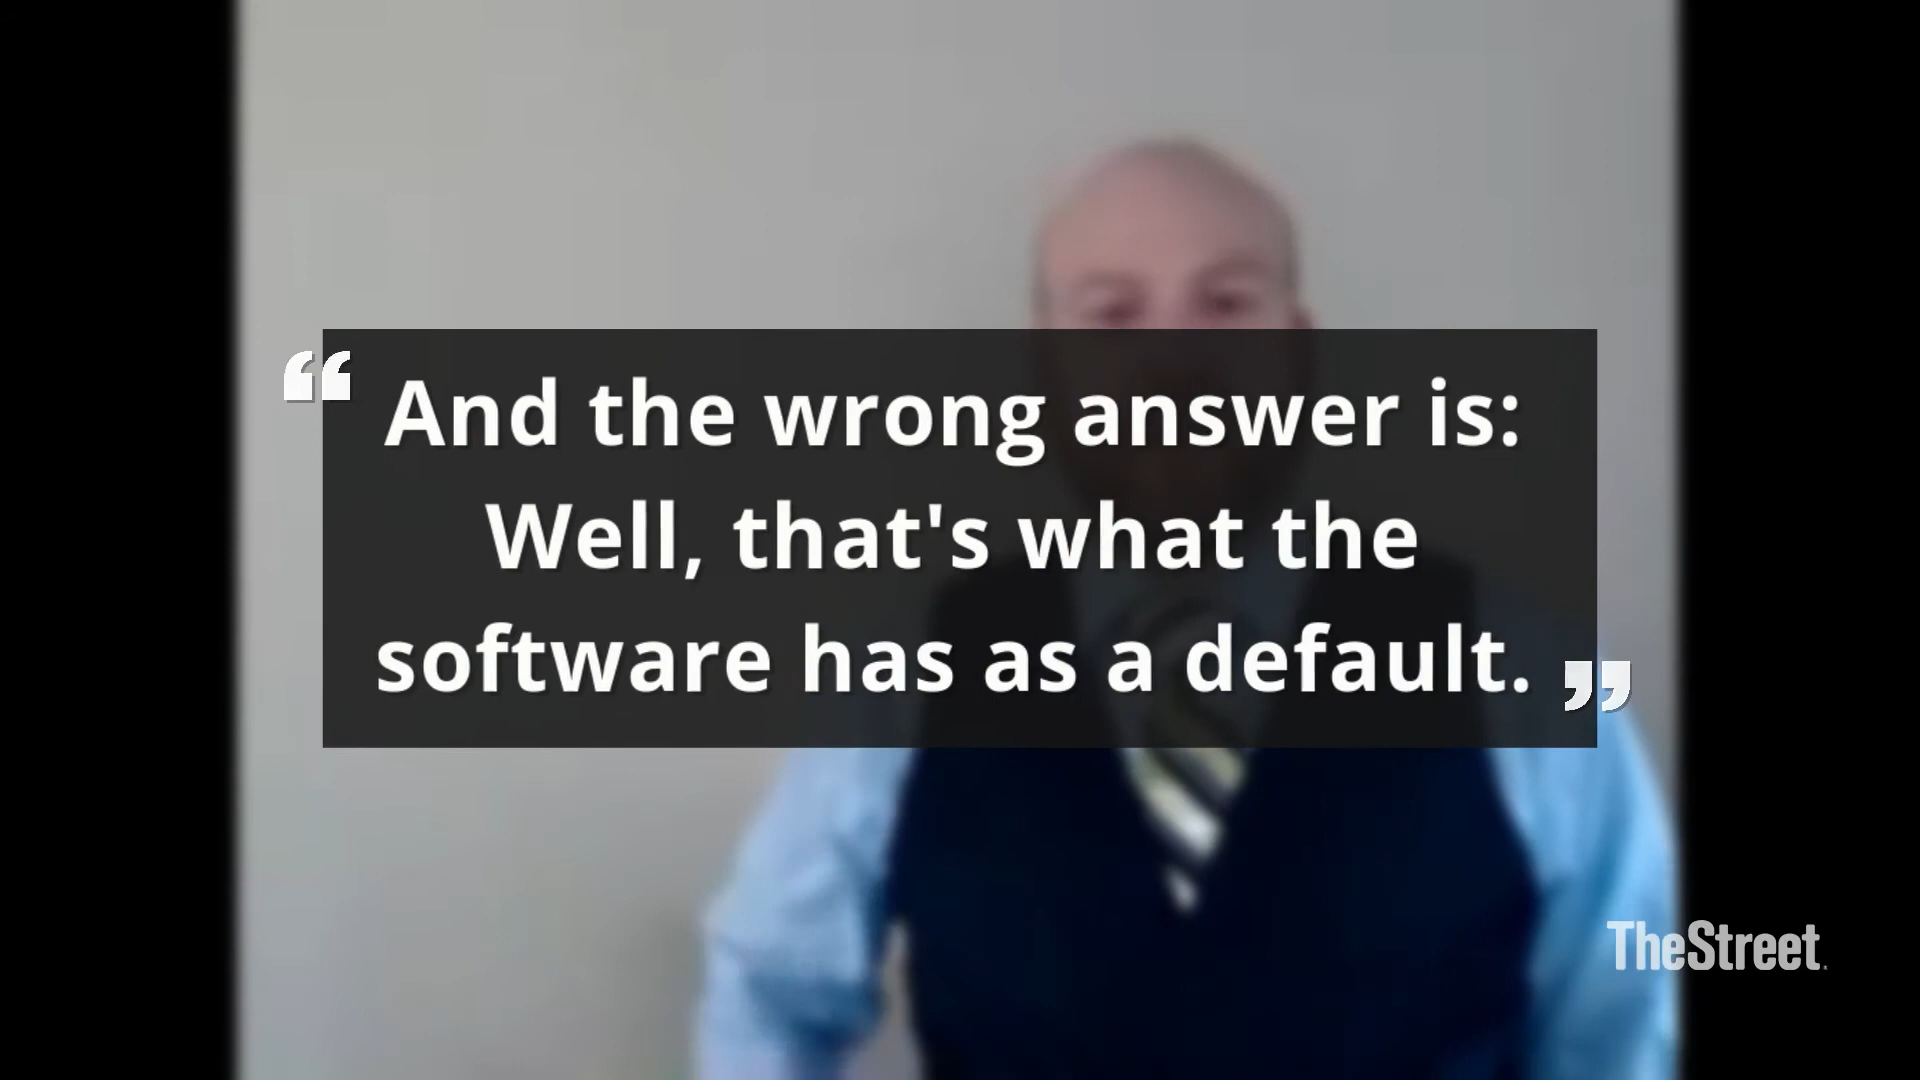 “And the wrong answer is:
Well, that's what the
software has as a default.”
TheStreet.